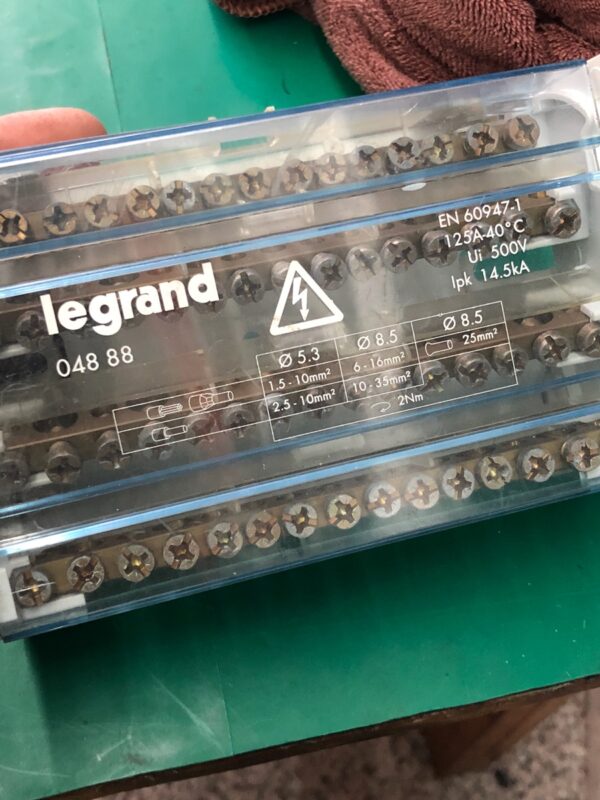 legrand
048 88
EN 60947-1
125A-40°C
Ui 500V
Ipk 14.5kA
Ø 5.3 Ø 8.5 Ø 8.5
1.5 - 10mm² 6 - 16mm² 25mm²
2.5 - 10mm² 10 - 35mm²
2Nm